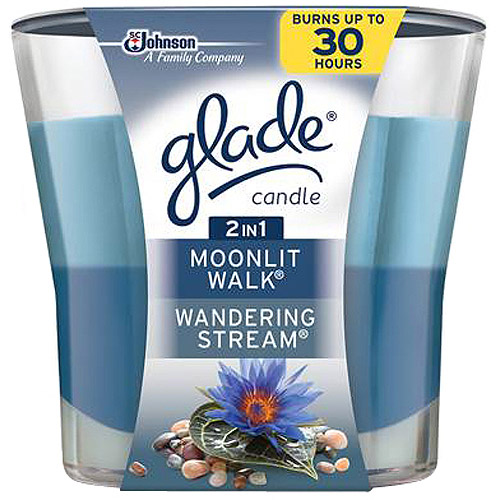 SC
Johnson
A Family Company
BURNS UP TO
30
HOURS
glade®
candle
2 IN 1
MOONLIT
WALK®
WANDERING
STREAM®